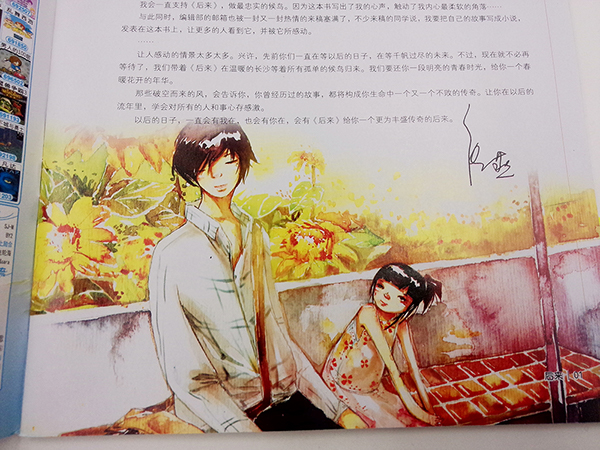 我会一直支持《后来》，做最忠实的候鸟。因为这本书写出了我的心声，触动了我内心最柔软的角落……
与此同时，编辑部的邮箱也被一封又一封热情的来稿塞满了，不少来稿的同学说，我要把自己的故事写成小说，
发表在这本书上，让更多的人看到它，并被它所感动。
让人感动的情景太多太多。兴许，先前你们一直在等以后的日子，在等千帆过尽的未来。不过，现在就不必再
等待了，我们带着《后来》在温暖的长沙等着所有孤单的候鸟归来。我们要还你一段明亮的青春时光，给你一个春
暖花开的年华。
那些破空而来的风，会告诉你，你曾经历过的故事，都将构成你生命中一个又一个不败的传奇。让你在以后的
流年里，学会对所有的人和事心存感激。
以后的日子，一直会有我在，也会有你在，会有《后来》给你一个更为丰盛传奇的后来。
后来 | 01